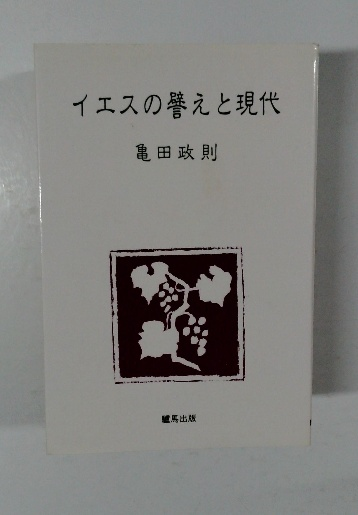 イエスの譬えと現代
亀田政則
驢馬出版